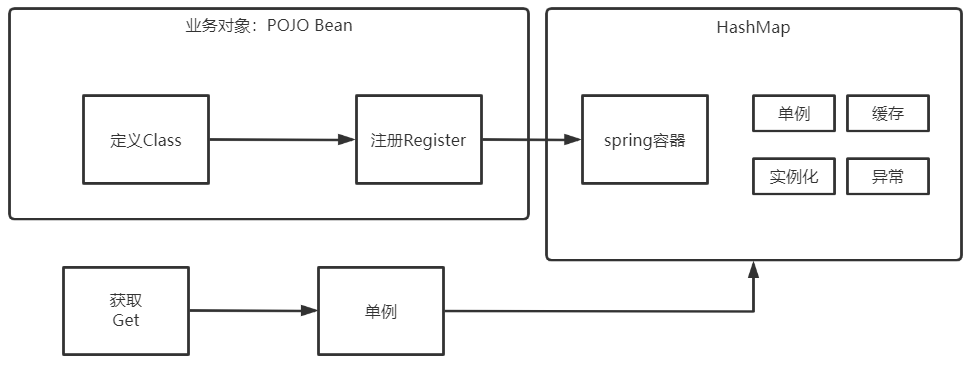 业务对象：POJO Bean
HashMap
定义Class
注册Register
spring容器
单例
缓存
实例化
异常
获取
Get
单例